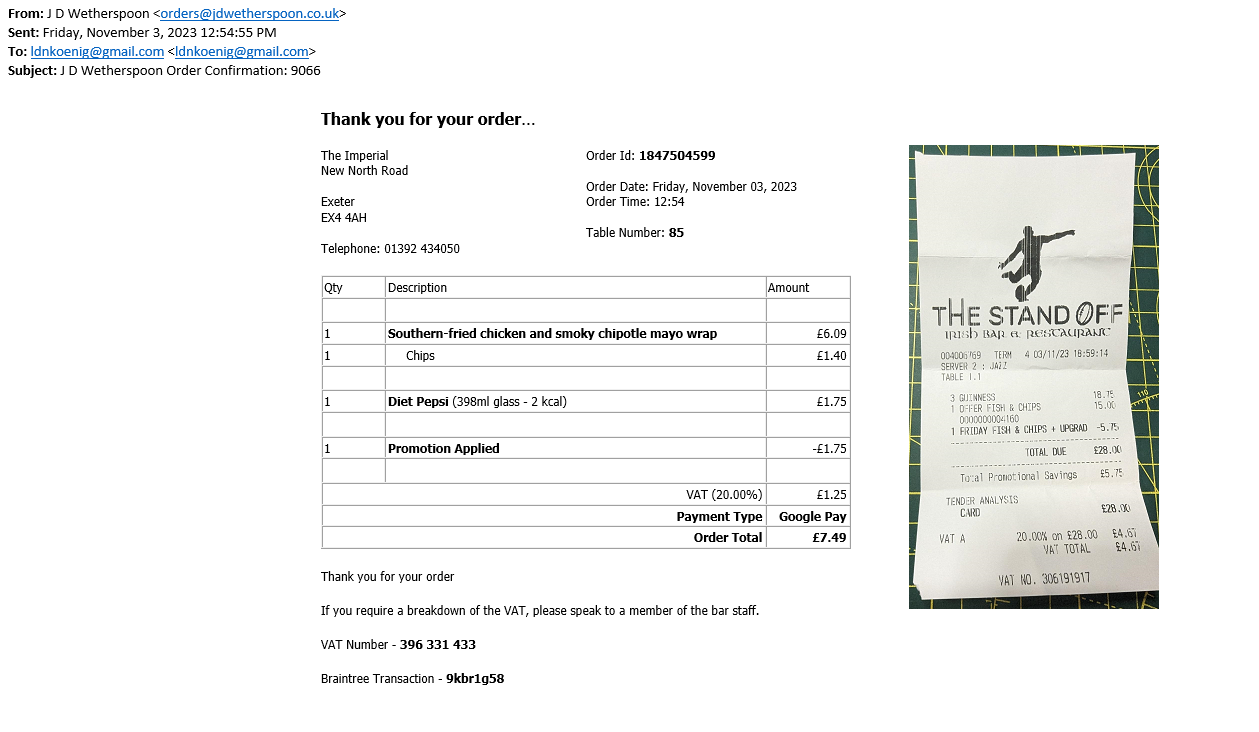 From: J D Wetherspoon <orders@jdwetherspoon.co.uk>
Sent: Friday, November 3, 2023 12:54:55 PM
To: ldnkoenig@gmail.com <ldnkoenig@gmail.com>
Subject: J D Wetherspoon Order Confirmation: 9066
Thank you for your order...
The Imperial
New North Road
Exeter
EX4 4AH
Telephone: 01392 434050
Order Id: 1847504599
Order Date: Friday, November 03, 2023
Order Time: 12:54
Table Number: 85
Qty Description Amount
1 Southern-fried chicken and smoky chipotle mayo wrap £6.09
1 Chips £1.40
1 Diet Pepsi (398ml glass - 2 kcal) £1.75
1 Promotion Applied -£1.75
VAT (20.00%) £1.25
Payment Type Google Pay
Order Total £7.49
Thank you for your order
If you require a breakdown of the VAT, please speak to a member of the bar staff.
VAT Number - 396 331 433
Braintree Transaction - 9kbr1g58
THE STAND OFF
IRISH BAR & RESTAURANT
004006769 TERM 4 03/11/23 18:59:14
SERVER 2 : JAZZ
TABLE 1.1
3 GUINNESS 18.75
1 OFFER FISH & CHIPS 15.00
0000000004160
1 FRIDAY FISH & CHIPS + UPGRAD -5.75
TOTAL DUE £28.00
Total Promotional Savings £5.75
TENDER ANALYSIS
CARD £28.00
VAT A 20.00% on £28.00 £4.67
VAT TOTAL £4.67
VAT NO. 306191917